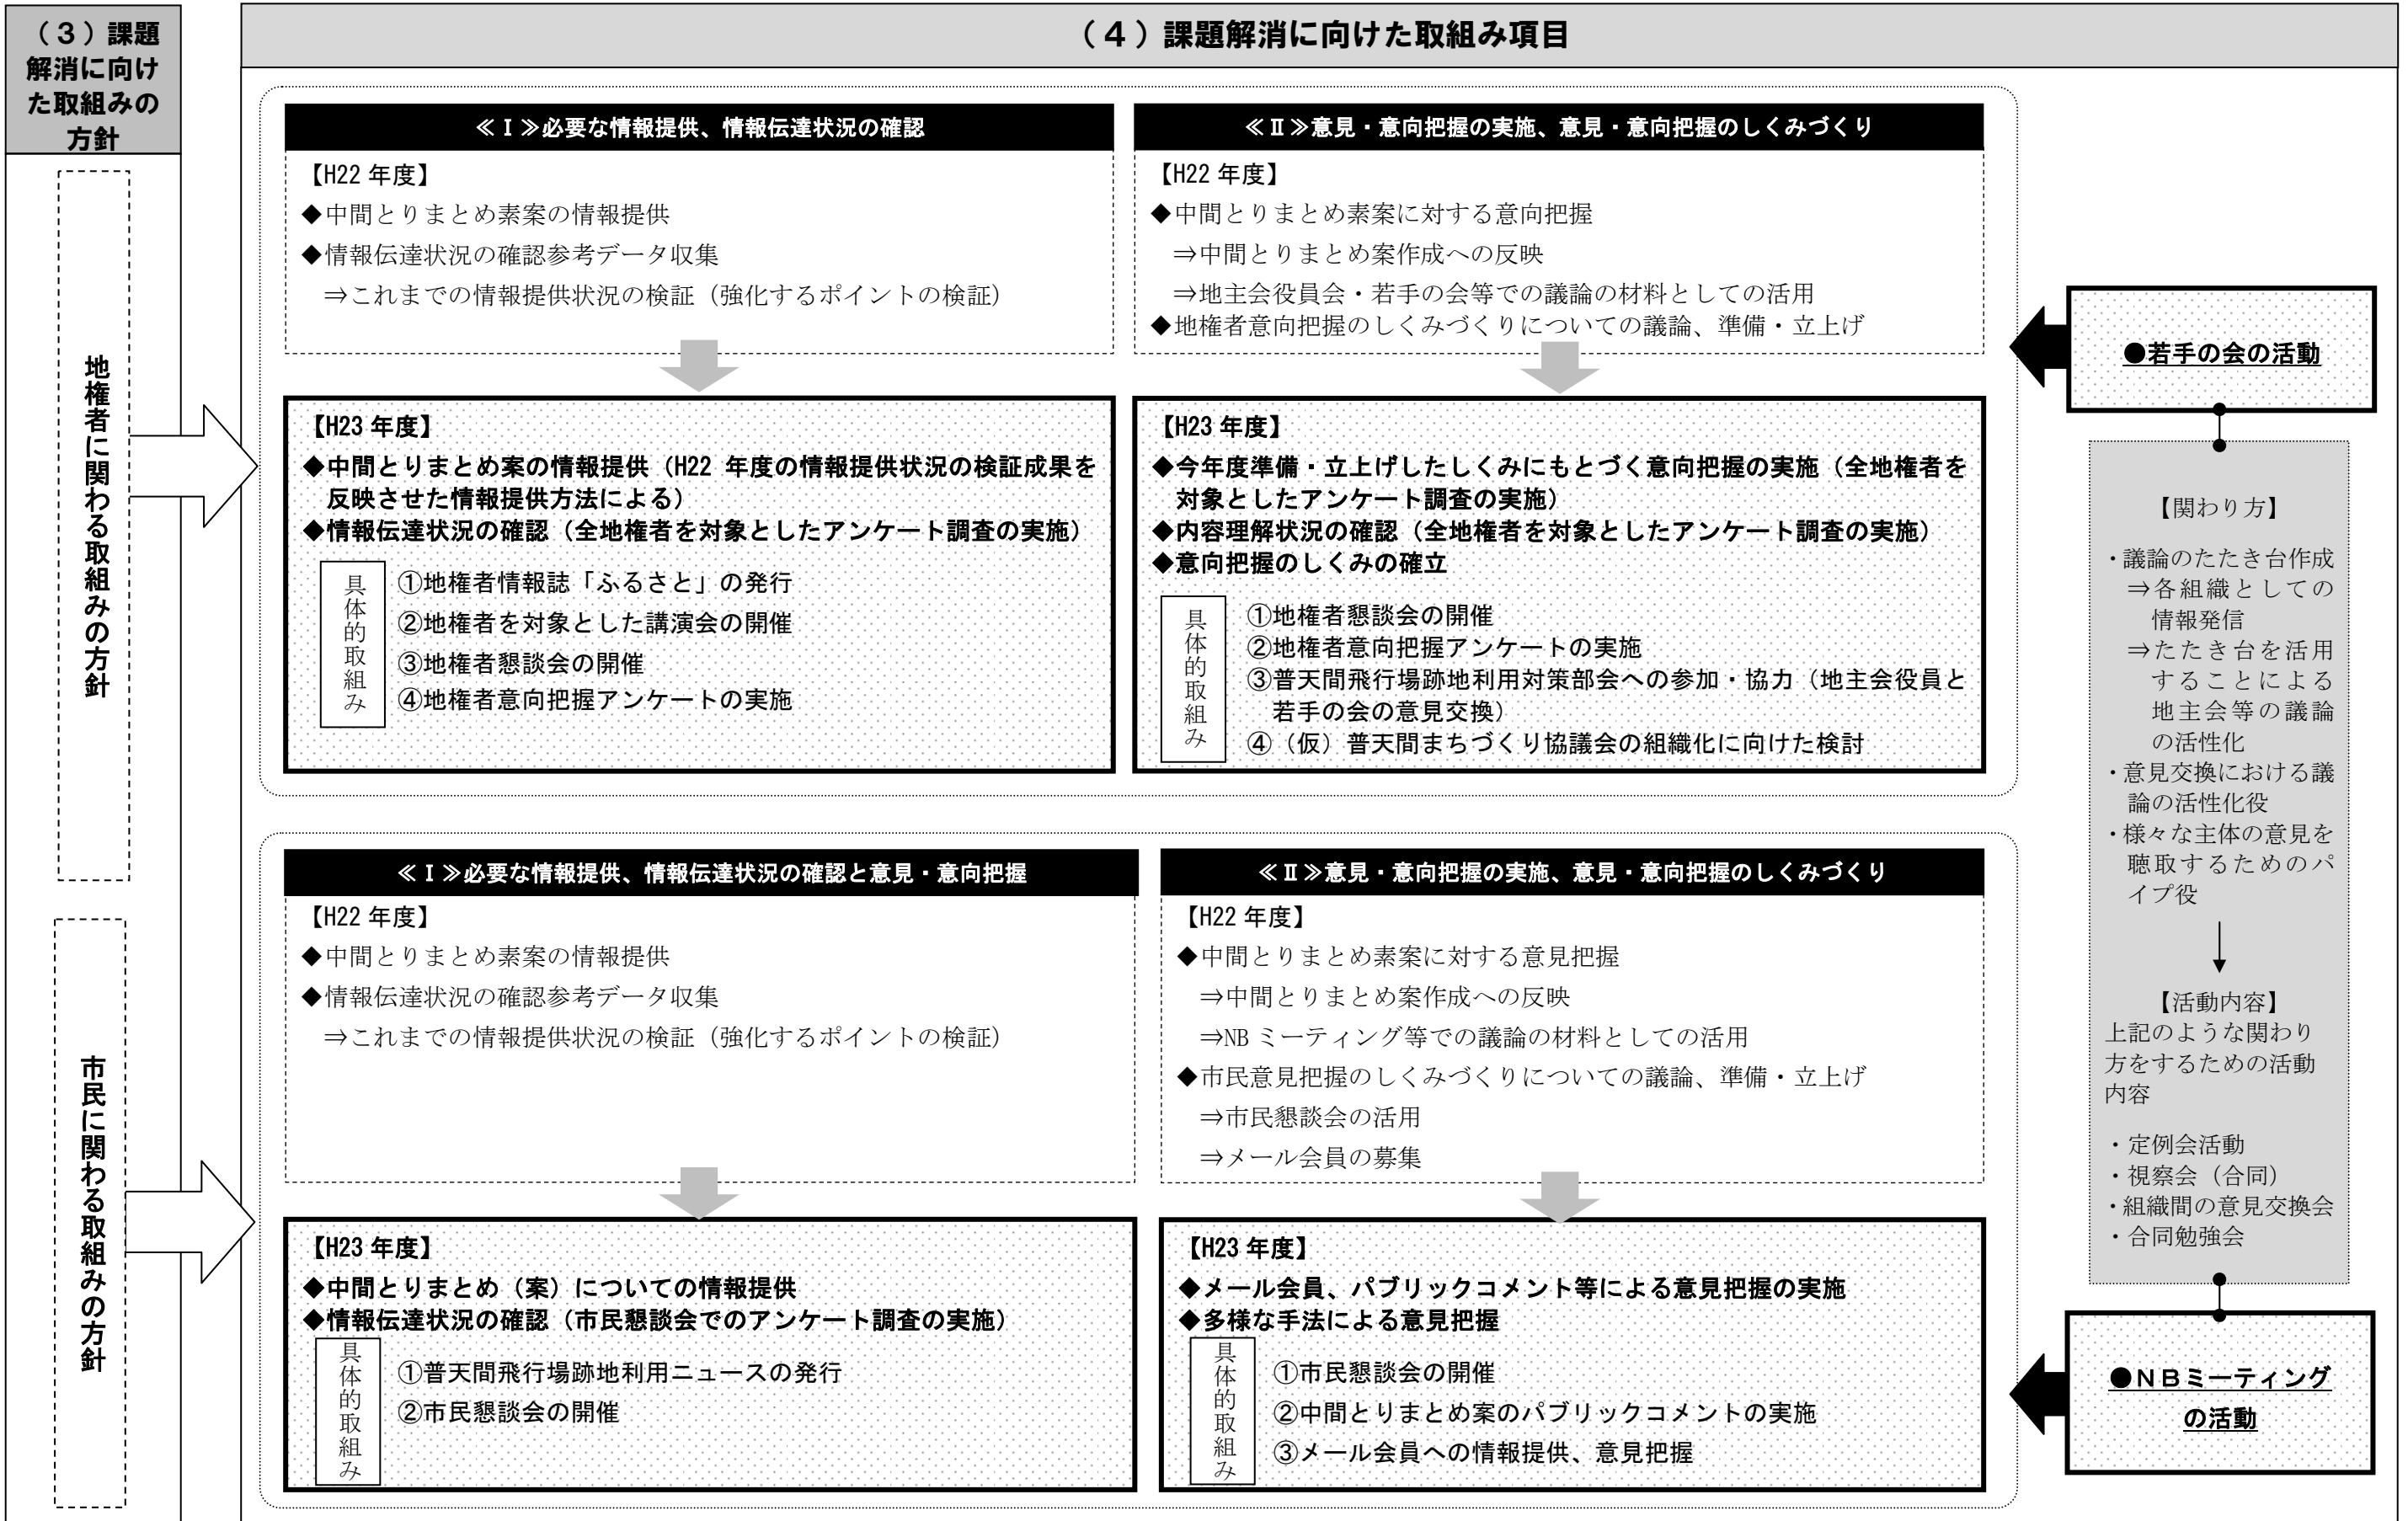 （３）課題
解消に向け
た取組みの
方針
（４）課題解消に向けた取組み項目
地権者に関わる取組みの方針
≪Ⅰ≫必要な情報提供、情報伝達状況の確認
【H22 年度】
◆中間とりまとめ素案の情報提供
◆情報伝達状況の確認参考データ収集
⇒これまでの情報提供状況の検証（強化するポイントの検証）
【H23 年度】
◆中間とりまとめ案の情報提供（H22 年度の情報提供状況の検証成果を
反映させた情報提供方法による）
◆情報伝達状況の確認（全地権者を対象としたアンケート調査の実施）
具体的取組み
①地権者情報誌「ふるさと」の発行
②地権者を対象とした講演会の開催
③地権者懇談会の開催
④地権者意向把握アンケートの実施
≪Ⅱ≫意見・意向把握の実施、意見・意向把握のしくみづくり
【H22 年度】
◆中間とりまとめ素案に対する意向把握
⇒中間とりまとめ案作成への反映
⇒地主会役員会・若手の会等での議論の材料としての活用
◆地権者意向把握のしくみづくりについての議論、準備・立上げ
【H23 年度】
◆今年度準備・立上げしたしくみにもとづく意向把握の実施（全地権者を
対象としたアンケート調査の実施）
◆内容理解状況の確認（全地権者を対象としたアンケート調査の実施）
◆意向把握のしくみの確立
具体的取組み
①地権者懇談会の開催
②地権者意向把握アンケートの実施
③普天間飛行場跡地利用対策部会への参加・協力（地主会役員と
若手の会の意見交換）
④（仮）普天間まちづくり協議会の組織化に向けた検討
市民に関わる取組みの方針
≪Ⅰ≫必要な情報提供、情報伝達状況の確認と意見・意向把握
【H22 年度】
◆中間とりまとめ素案の情報提供
◆情報伝達状況の確認参考データ収集
⇒これまでの情報提供状況の検証（強化するポイントの検証）
【H23 年度】
◆中間とりまとめ（案）についての情報提供
◆情報伝達状況の確認（市民懇談会でのアンケート調査の実施）
具体的取組み
①普天間飛行場跡地利用ニュースの発行
②市民懇談会の開催
≪Ⅱ≫意見・意向把握の実施、意見・意向把握のしくみづくり
【H22 年度】
◆中間とりまとめ素案に対する意見把握
⇒中間とりまとめ案作成への反映
⇒NB ミーティング等での議論の材料としての活用
◆市民意見把握のしくみづくりについての議論、準備・立上げ
⇒市民懇談会の活用
⇒メール会員の募集
【H23 年度】
◆メール会員、パブリックコメント等による意見把握の実施
◆多様な手法による意見把握
具体的取組み
①市民懇談会の開催
②中間とりまとめ案のパブリックコメントの実施
③メール会員への情報提供、意見把握
●若手の会の活動
【関わり方】
・議論のたたき台作成
⇒各組織としての
情報発信
⇒たたき台を活用
することによる
地主会等の議論
の活性化
・意見交換における議
論の活性化役
・様々な主体の意見を
聴取するためのパ
イプ役
【活動内容】
上記のような関わり
方をするための活動
内容
・定例会活動
・視察会（合同）
・組織間の意見交換会
・合同勉強会
●ＮＢミーティング
の活動